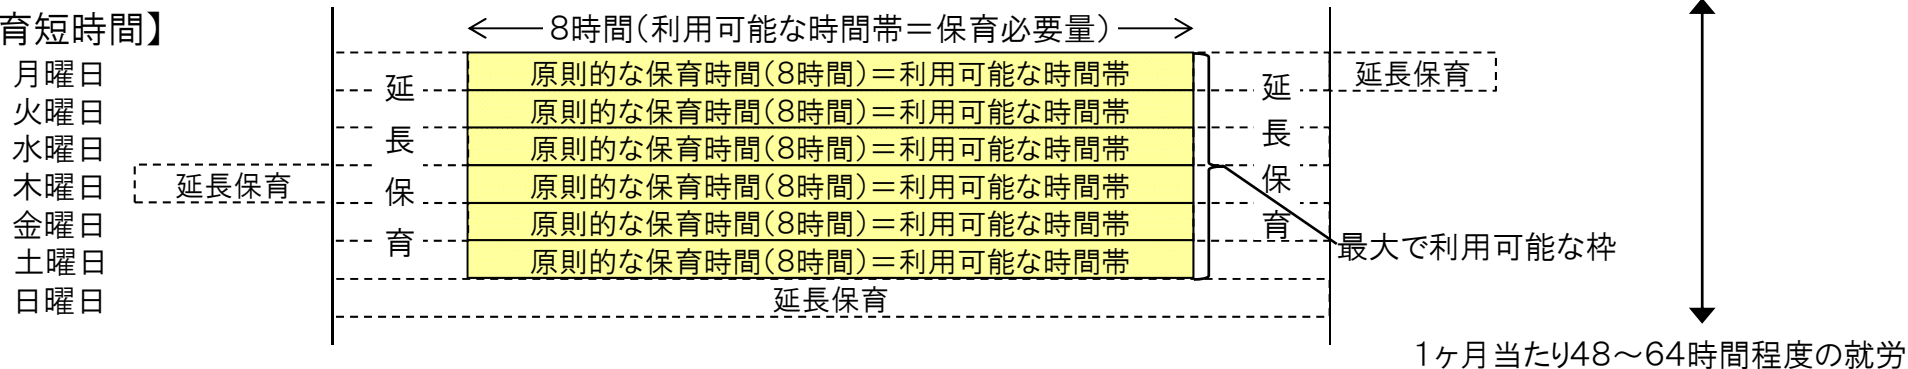 育短時間】
8時間（利用可能な時間帯＝保育必要量）
月曜日
原則的な保育時間（8時間）＝利用可能な時間帯
延長保育
火曜日
原則的な保育時間（8時間）＝利用可能な時間帯
水曜日
原則的な保育時間（8時間）＝利用可能な時間帯
木曜日
延長保育
原則的な保育時間（8時間）＝利用可能な時間帯
金曜日
原則的な保育時間（8時間）＝利用可能な時間帯
土曜日
原則的な保育時間（8時間）＝利用可能な時間帯
延長保育
延長保育
最大で利用可能な枠
日曜日
延長保育
1ヶ月当たり48～64時間程度の就労